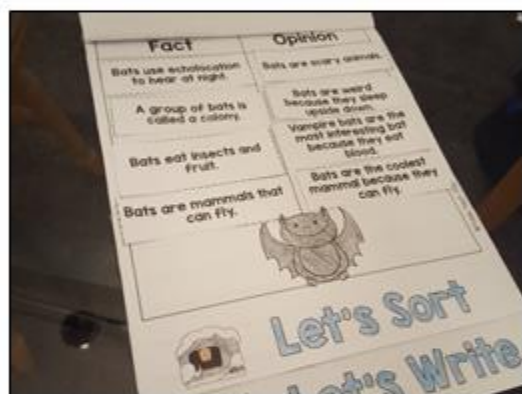 Fact
Opinion
Bats use echolocation
to hear at night.
A group of bats is
called a colony.
Bats eat insects and
fruit.
Bats are mammals that
can fly.
Bats are scary animals.
Bats are weird
because they sleep
upside down.
Vampire bats are the
most interesting bat
because they eat
blood.
Bats are the coolest
mammal because they
can fly.
Let's Sort
Let's Write